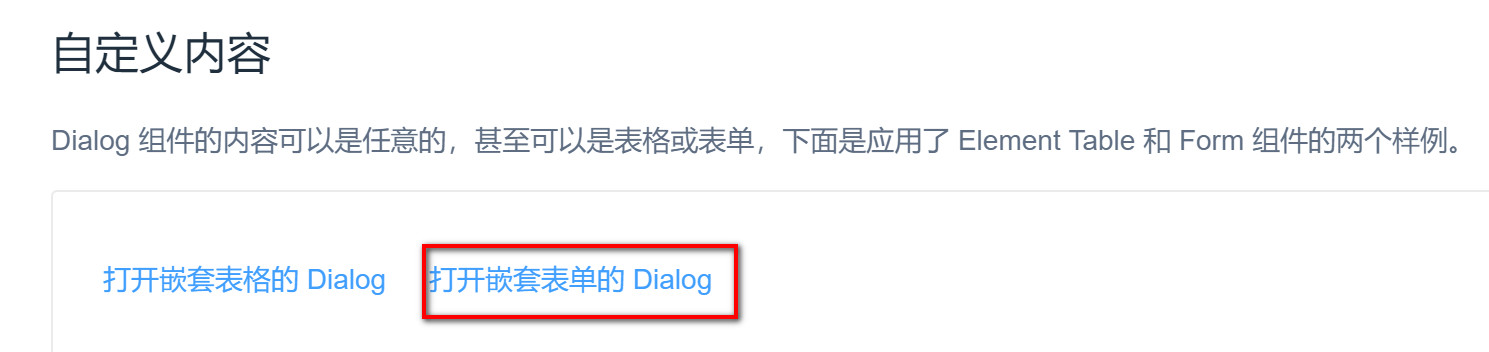 自定义内容
Dialog 组件的内容可以是任意的，甚至可以是表格或表单，下面是应用了 Element Table 和 Form 组件的两个样例。
打开嵌套表格的 Dialog 打开嵌套表单的 Dialog